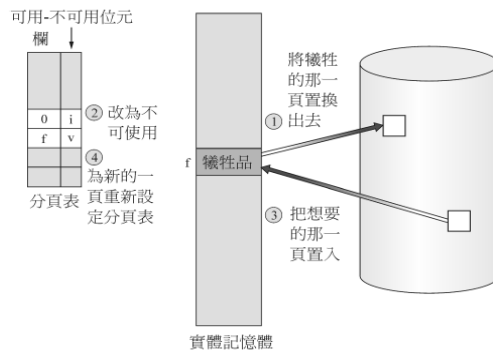 可用-不可用位元
欄
0 i
f v
② 改為不
可使用
④
為新的一
頁重新設
定分頁表
分頁表
將犧牲
的那一
① 頁置換
出去
f 犧牲品
③ 把想要
的那一
頁置入
實體記憶體